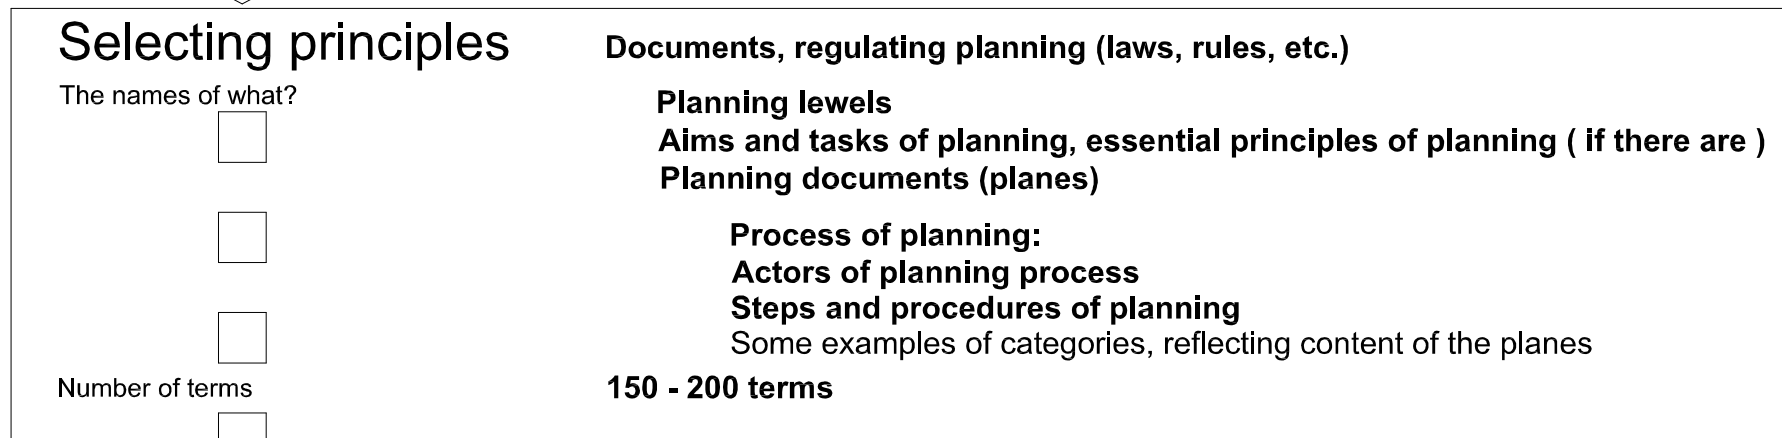 Selecting principles
Documents, regulating planning (laws, rules, etc.)
The names of what?
Planning lewels
Aims and tasks of planning, essential principles of planning ( if there are )
Planning documents (planes)
Process of planning:
Actors of planning process
Steps and procedures of planning
Some examples of categories, reflecting content of the planes
Number of terms
150 - 200 terms